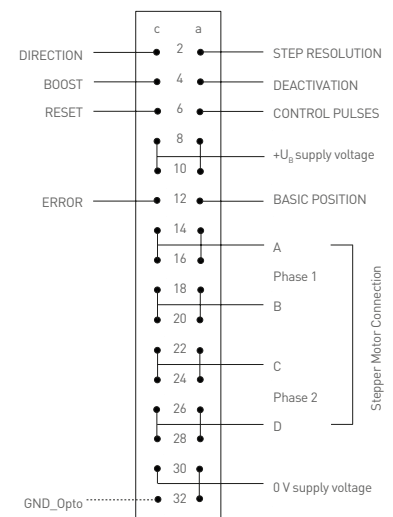 c a
DIRECTION 2 STEP RESOLUTION
BOOST 4 DEACTIVATION
RESET 6 CONTROL PULSES
8
+UB supply voltage
10
ERROR 12 BASIC POSITION
14
A
16
Phase 1
18
B
20
22
C
24
Phase 2
26
D
28
Stepper Motor Connection
30
0 V supply voltage
GND_Opto 32